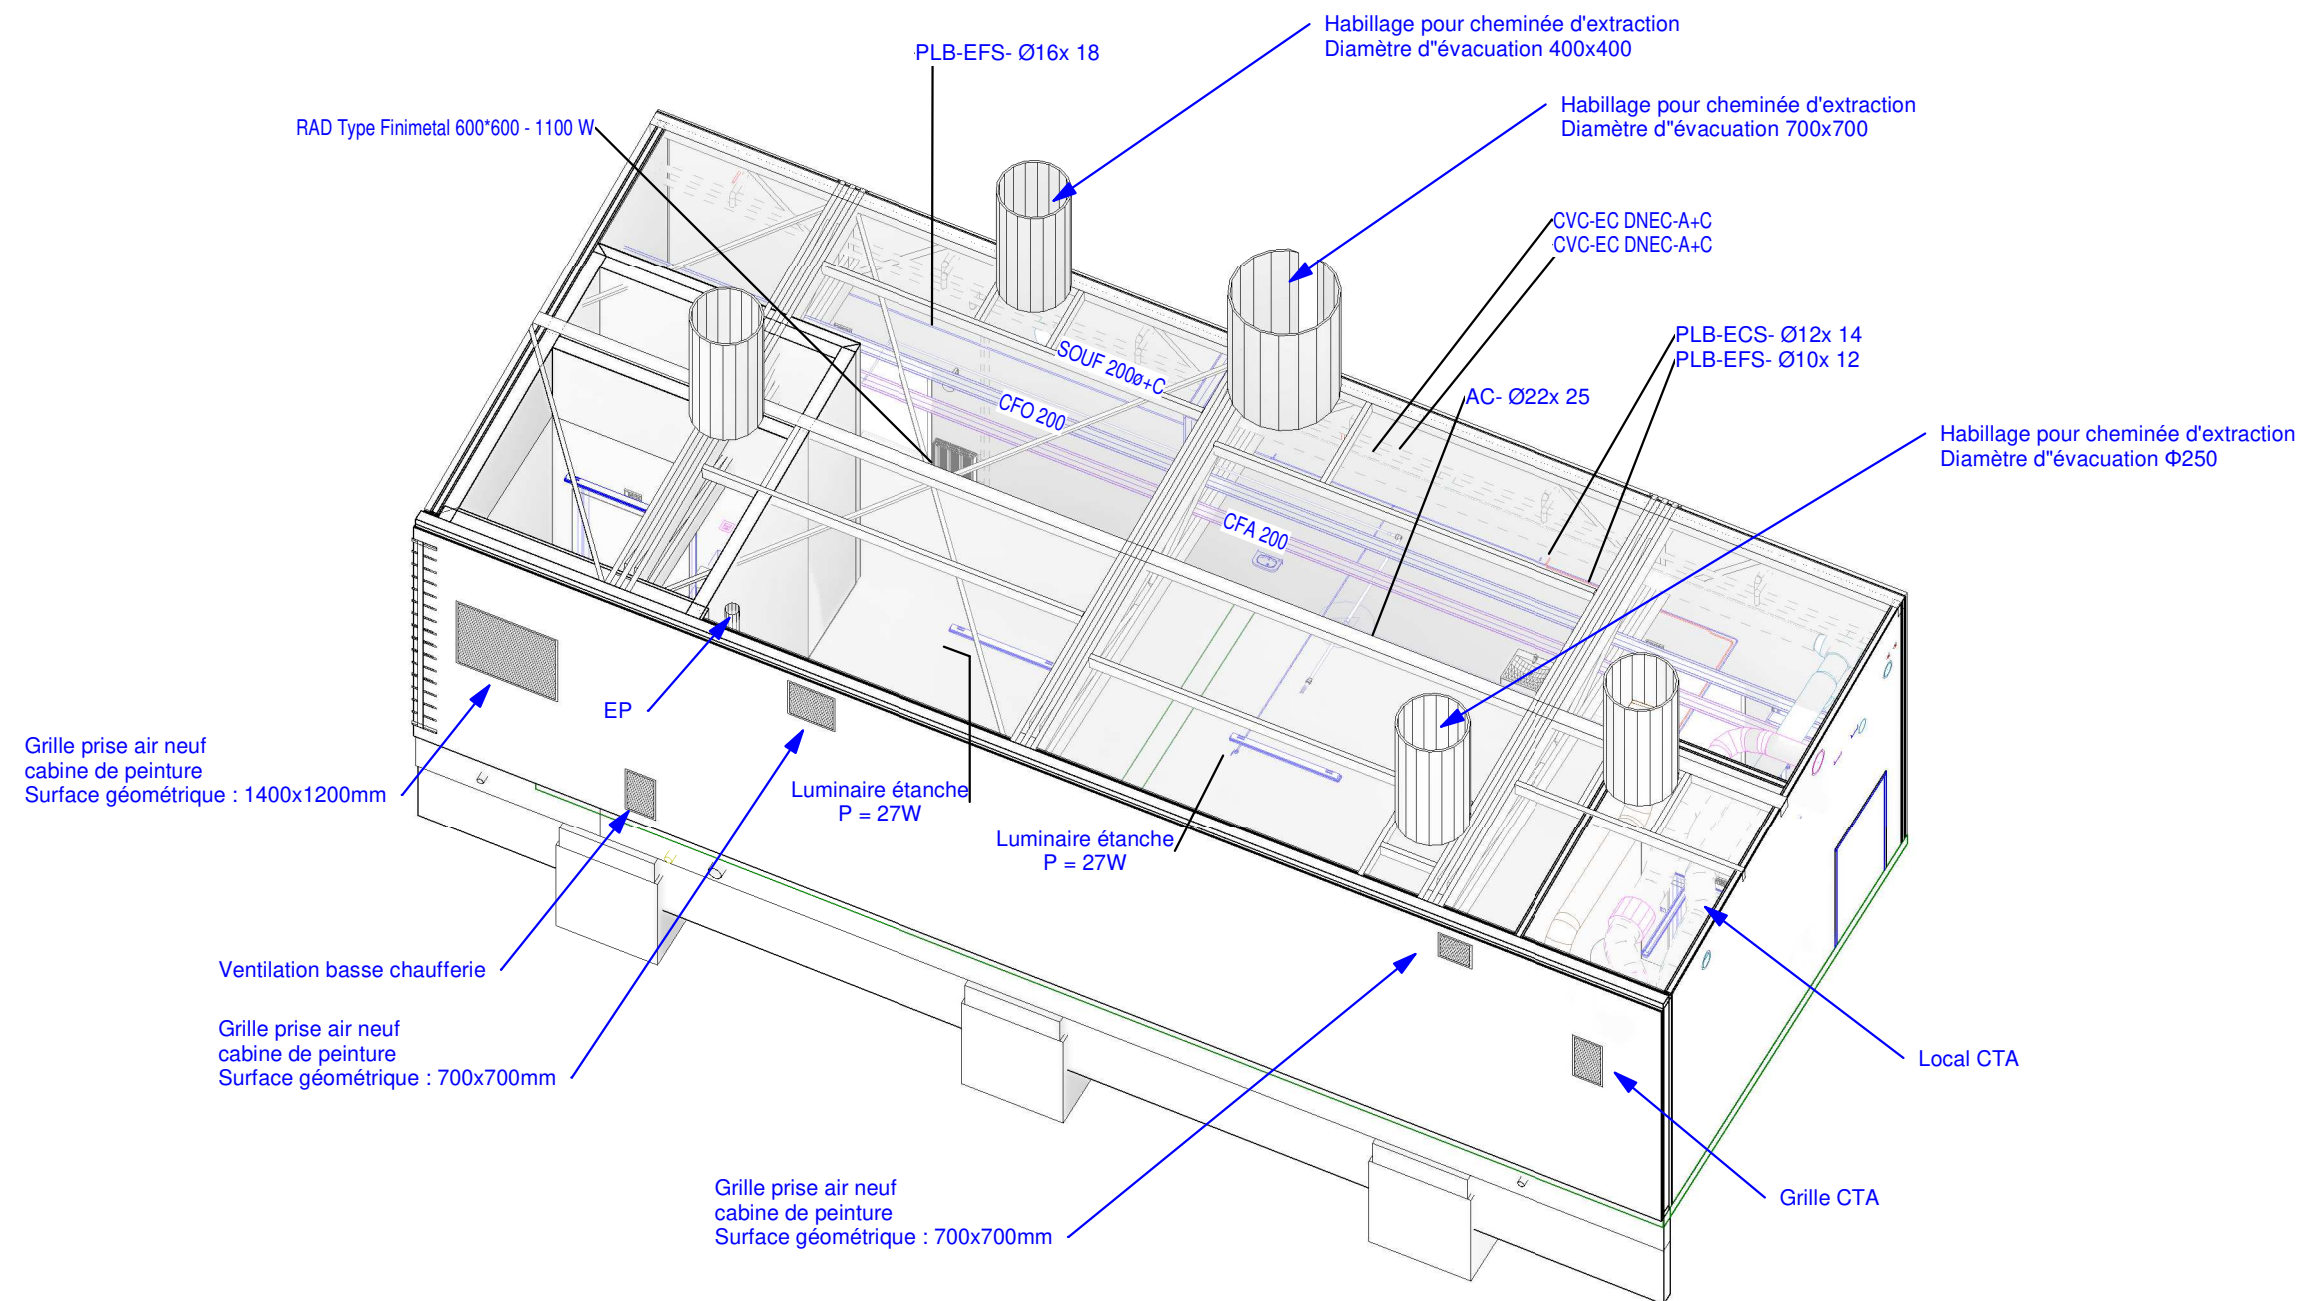 Habillage pour cheminée d'extraction
Diamètre d"évacuation 400x400
PLB-EFS- Ø16x 18
Habillage pour cheminée d'extraction
Diamètre d"évacuation 700x700
RAD Type Finimetal 600*600 - 1100 W
CVC-EC DNEC-A+C
CVC-EC DNEC-A+C
PLB-ECS- Ø12x 14
PLB-EFS- Ø10x 12
SOUF 200ø+C
CFO 200
AC- Ø22x 25
Habillage pour cheminée d'extraction
Diamètre d"évacuation Φ250
CFA 200
EP
Grille prise air neuf
cabine de peinture
Surface géométrique : 1400x1200mm
Luminaire étanche
P = 27W
Luminaire étanche
P = 27W
Ventilation basse chaufferie
Grille prise air neuf
cabine de peinture
Surface géométrique : 700x700mm
Local CTA
Grille prise air neuf
cabine de peinture
Surface géométrique : 700x700mm
Grille CTA